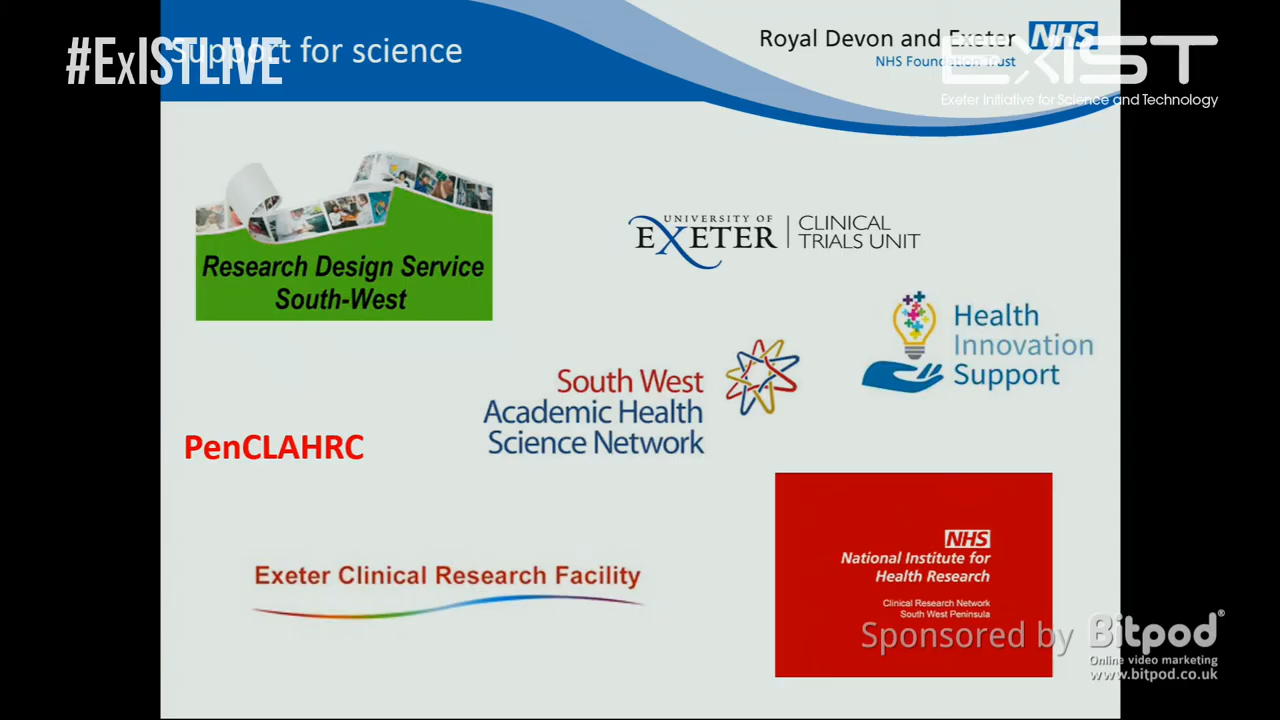 #ExISTLIVE
Support for science
Royal Devon and Exeter NHS
NHS Foundation Trust
EXIST
Exeter Initiative for Science and Technology
Research Design Service
South-West
UNIVERSITY OF
EXETER
CLINICAL
TRIALS UNIT
Health
Innovation
Support
South West
Academic Health
Science Network
PenCLAHRC
Exeter Clinical Research Facility
NHS
National Institute for
Health Research
Clinical Research Network
South West Peninsula
Sponsored by Bitpod®
Online video marketing
www.bitpod.co.uk